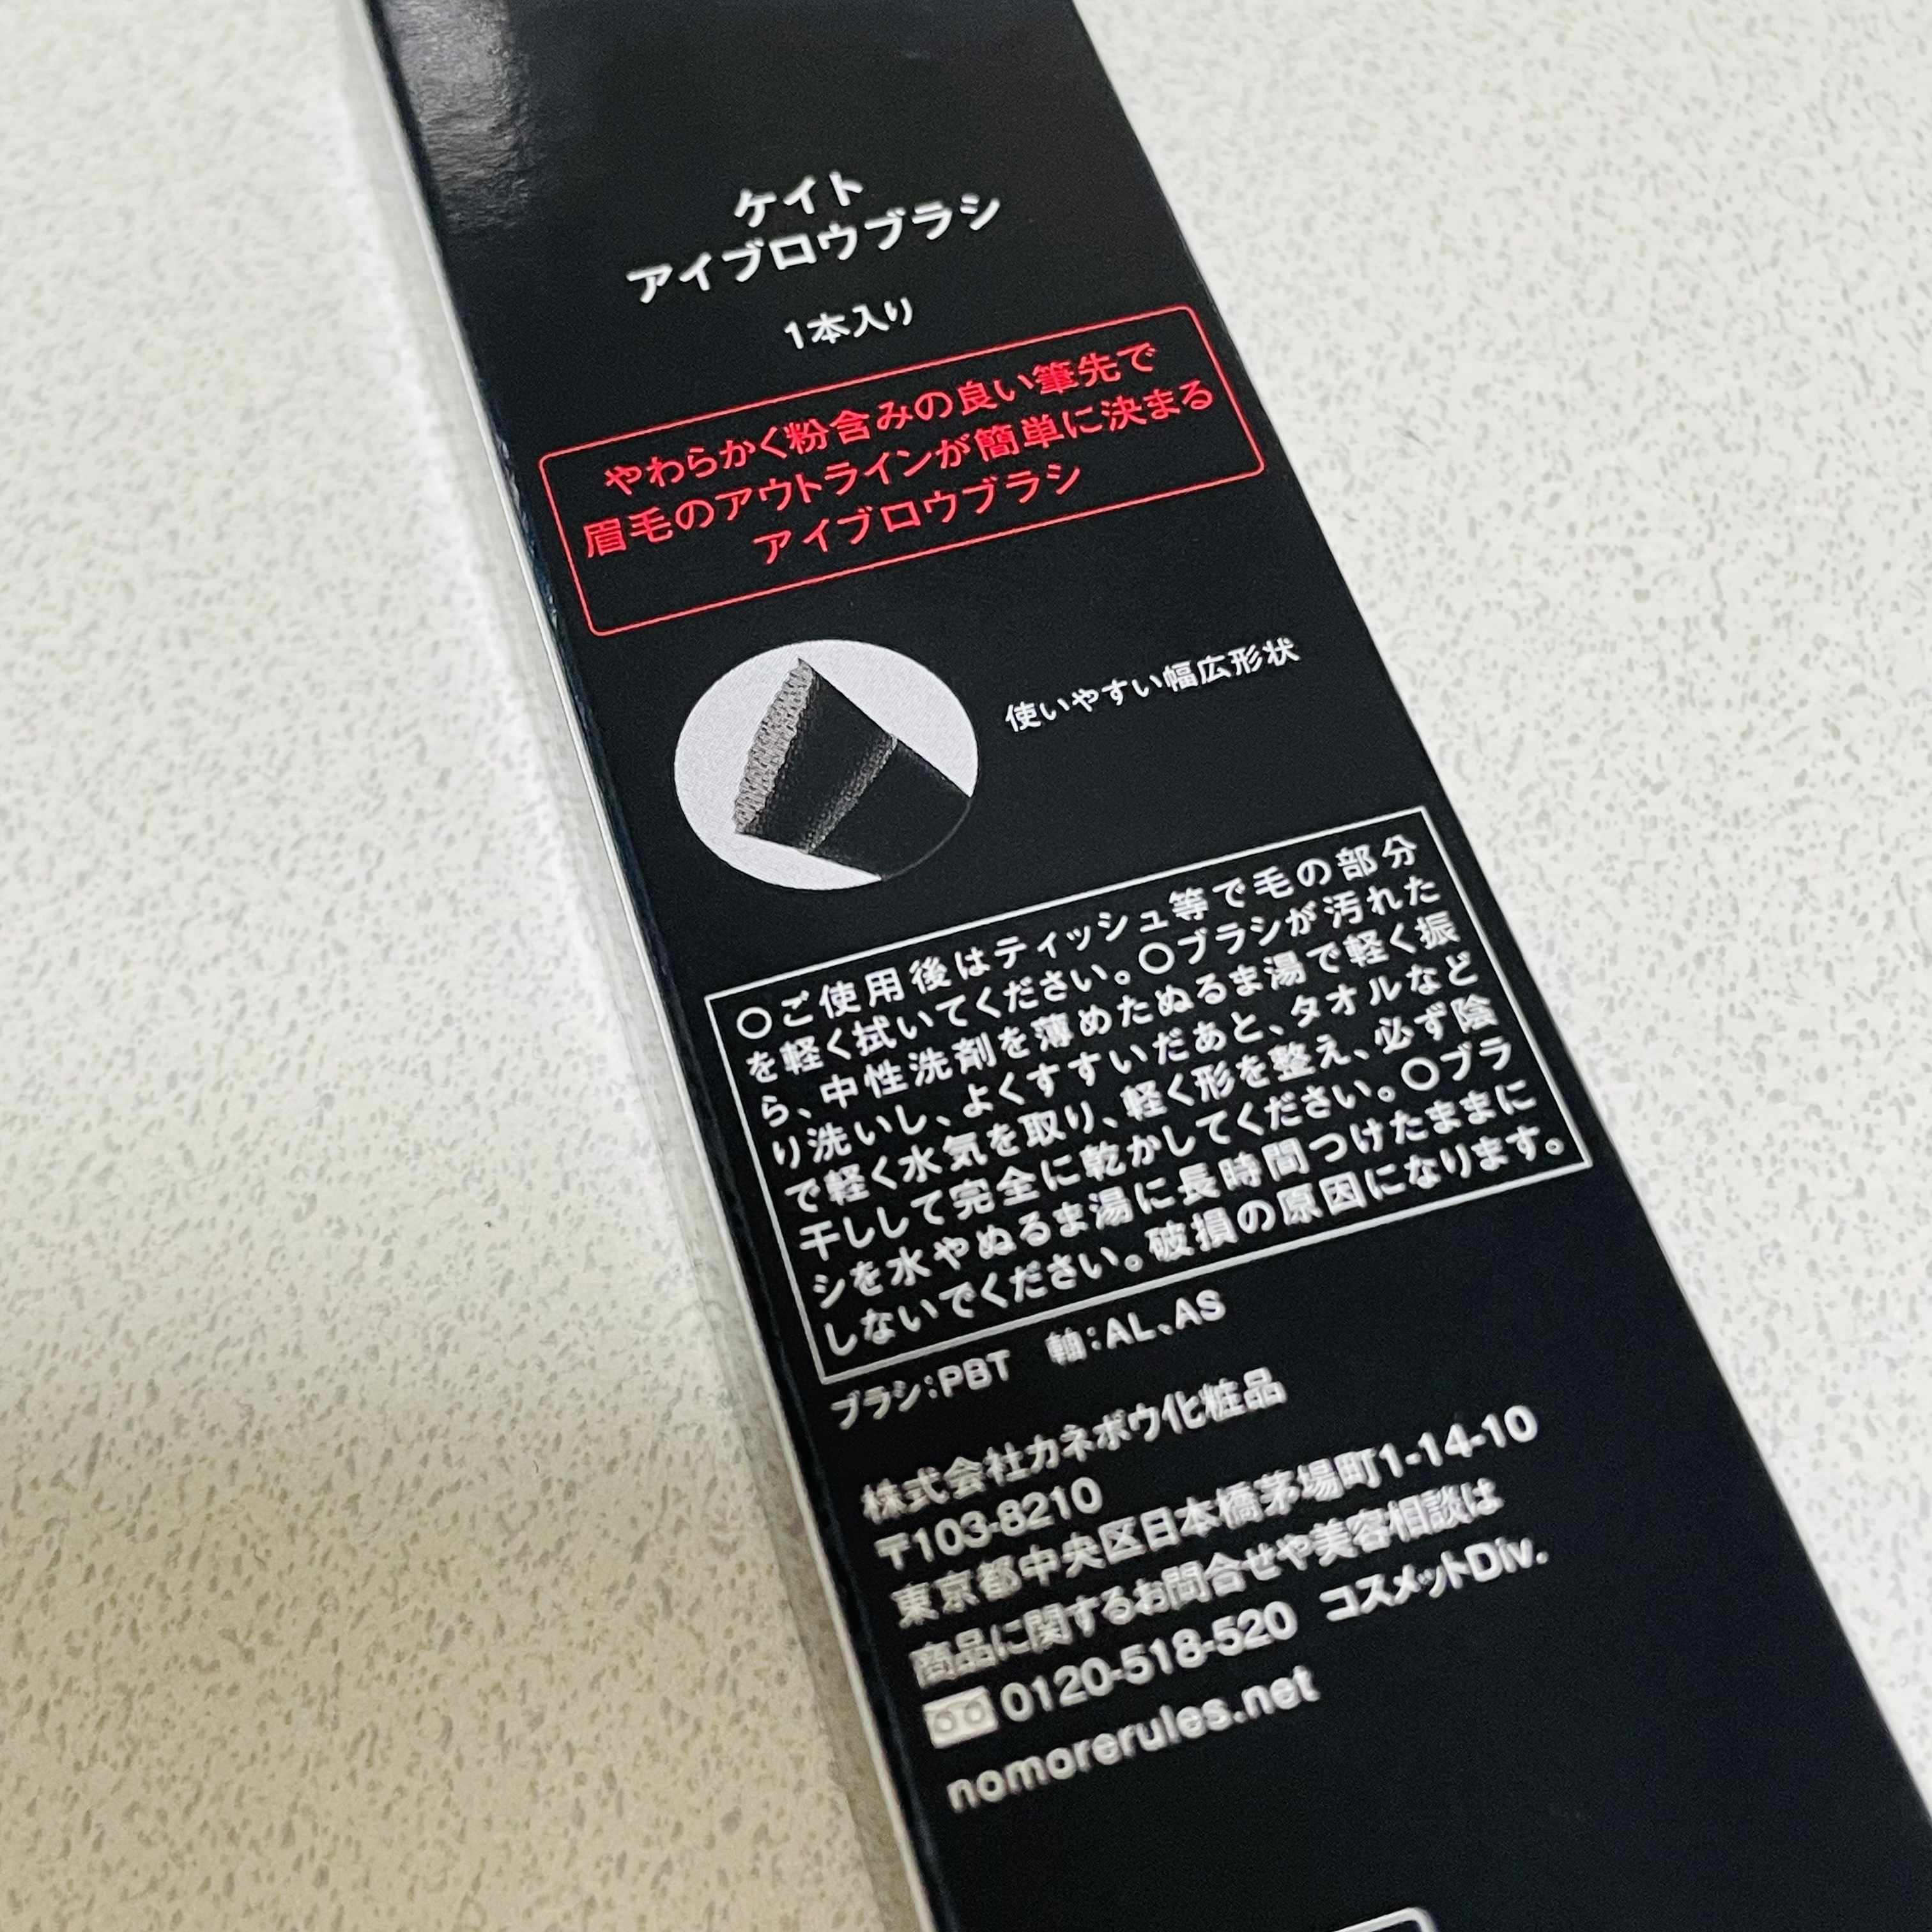 ケイト
アイブロウブラシ
1本入り
やわらかく粉含みの良い筆先で
眉毛のアウトラインが簡単に決まる
アイブロウブラシ
使いやすい幅広形状
〇ご使用後はティッシュ等で毛の部分
を軽く拭いてください。〇ブラシが汚れた
ら、中性洗剤を薄めたぬるま湯で軽く振
り洗いし、よくすすいだあと、タオルなど
で軽く水気を取り、軽く形を整え、必ず陰
干しして完全に乾かしてください。〇ブラ
シを水やぬるま湯に長時間つけたままに
しないでください。破損の原因になります。
ブラシ:PBT 軸:AL、AS
株式会社カネボウ化粧品
〒103-8210
東京都中央区日本橋茅場町1-14-10
商品に関するお問合せや美容相談は
0120-518-520 コスメットDiv.
nomorerules.net